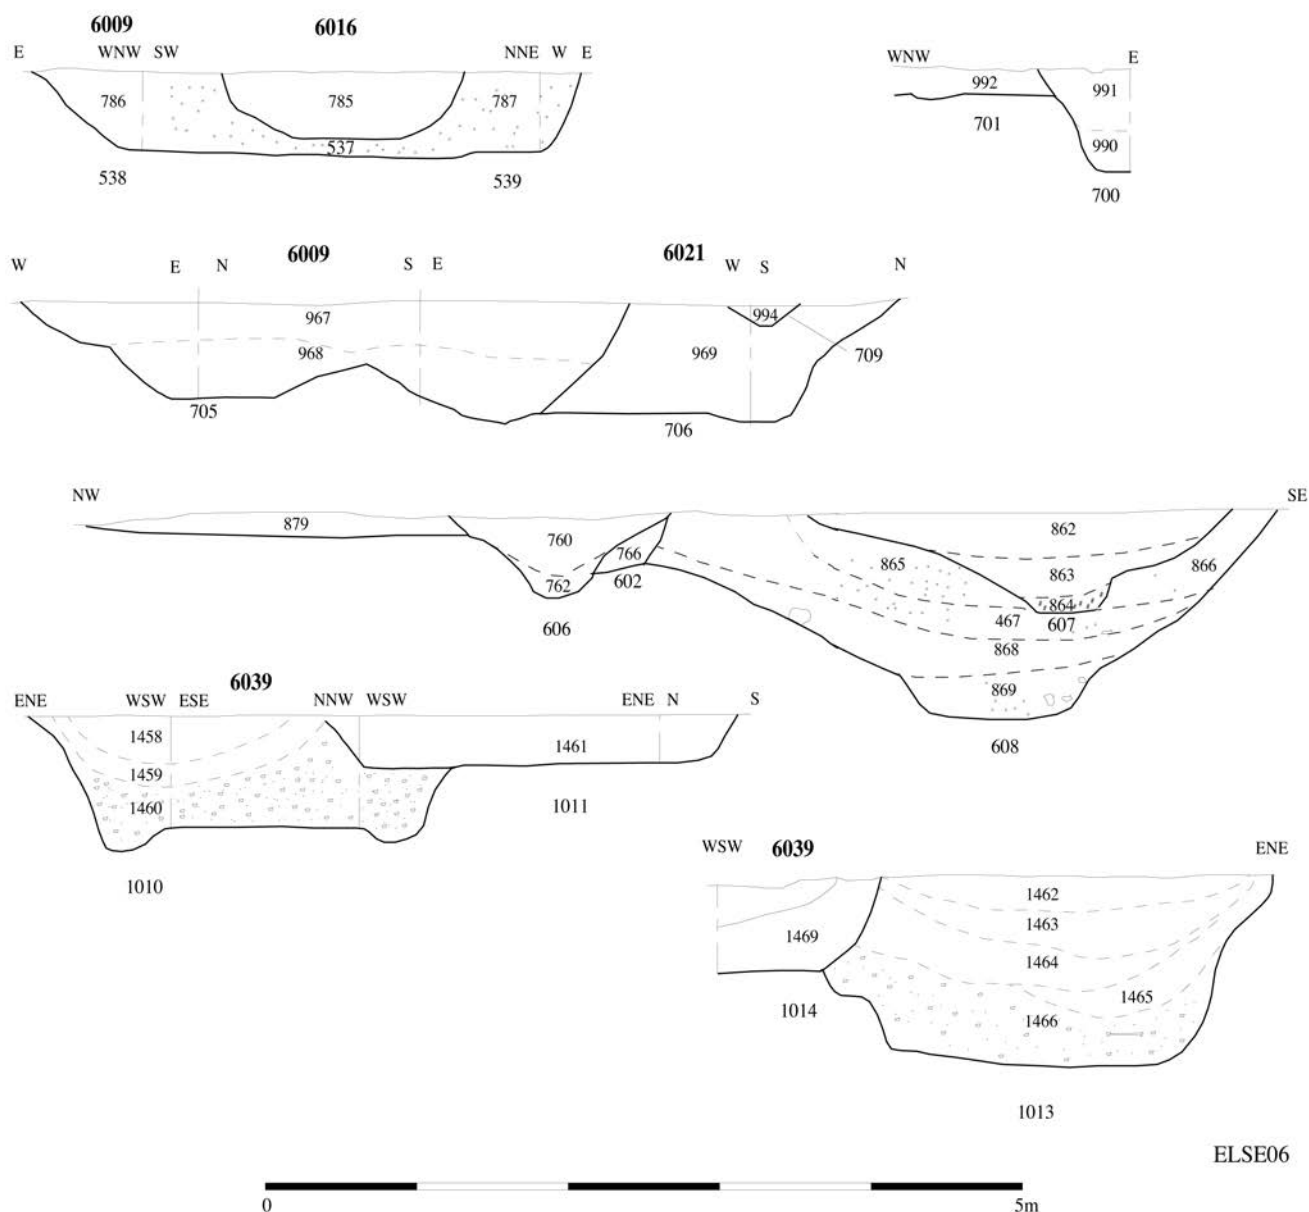 6009 6016
E WNW SW NNE W E
786 785 787
537
538 539
WNW E
992 991
701
990
700
6009 6021
W E N S E W S N
967 994
968 969 709
705 706
NW SE
879 760 862
766 865 863 866
762 602 864
467 607
606 868
869
608
6039
ENE WSW ESE NNW WSW ENE N S
1458
1461
1459
1460
1011
1010
WSW 6039 ENE
1462
1463
1469
1464
1465
1014 1466
1013
ELSE06
0 5m